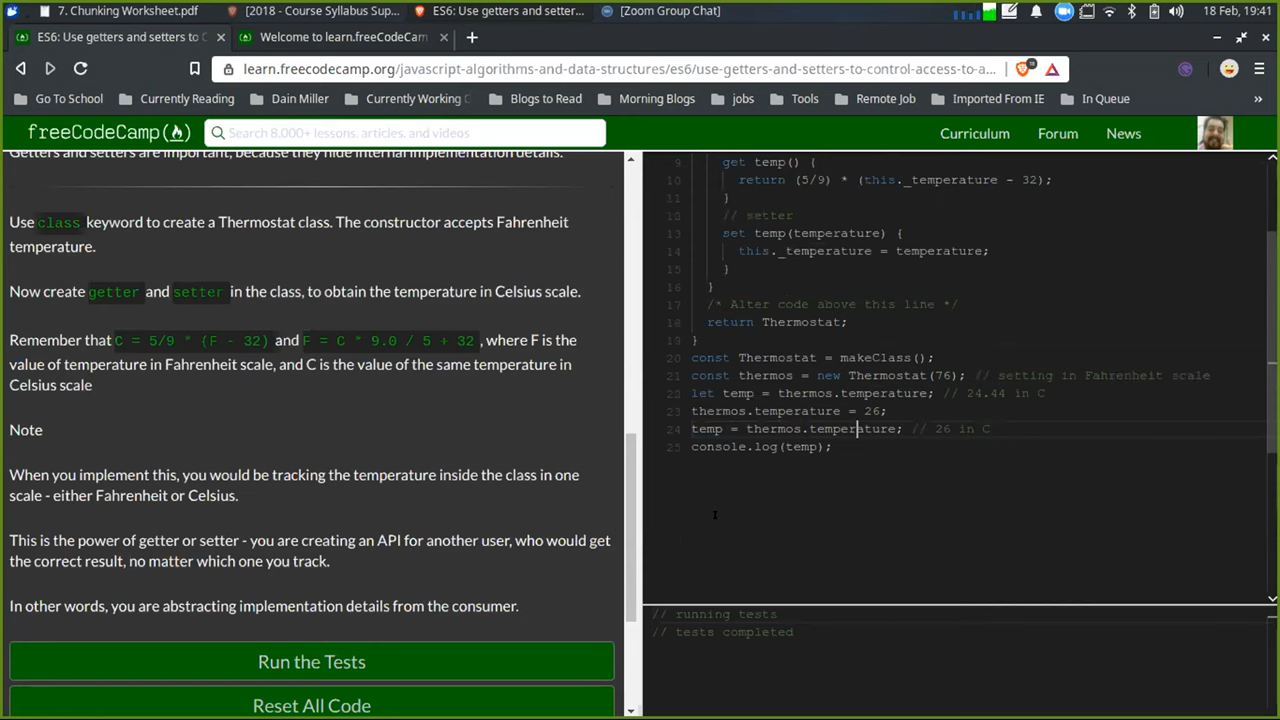 7. Chunking Worksheet.pdf
[2018 - Course Syllabus Sup...
ES6: Use getters and setter...
[Zoom Group Chat]
18 Feb, 19:41
ES6: Use getters and setters to C
Welcome to learn.freeCodeCam
learn.freecodecamp.org/javascript-algorithms-and-data-structures/es6/use-getters-and-setters-to-control-access-to-a...
18
Go To School
Currently Reading
Dain Miller
Currently Working C
Blogs to Read
Morning Blogs
jobs
Tools
Remote Job
Imported From IE
In Queue
»
freeCodeCamp
Search 8,000+ lessons, articles, and videos
Curriculum
Forum
News
Getters and setters are important, because they hide internal implementation details.
Use class keyword to create a Thermostat class. The constructor accepts Fahrenheit
temperature.
Now create getter and setter in the class, to obtain the temperature in Celsius scale.
Remember that C = 5/9 * (F - 32) and F = C * 9.0 / 5 + 32 , where F is the
value of temperature in Fahrenheit scale, and C is the value of the same temperature in
Celsius scale
Note
When you implement this, you would be tracking the temperature inside the class in one
scale - either Fahrenheit or Celsius.
This is the power of getter or setter - you are creating an API for another user, who would get
the correct result, no matter which one you track.
In other words, you are abstracting implementation details from the consumer.
Run the Tests
Reset All Code
9 get temp() {
10 return (5/9) * (this._temperature - 32);
11 }
12 // setter
13 set temp(temperature) {
14 this._temperature = temperature;
15 }
16 }
17 /* Alter code above this line */
18 return Thermostat;
19 }
20 const Thermostat = makeClass();
21 const thermos = new Thermostat(76); // setting in Fahrenheit scale
22 let temp = thermos.temperature; // 24.44 in C
23 thermos.temperature = 26;
24 temp = thermos.temperature; // 26 in C
25 console.log(temp);
// running tests
// tests completed